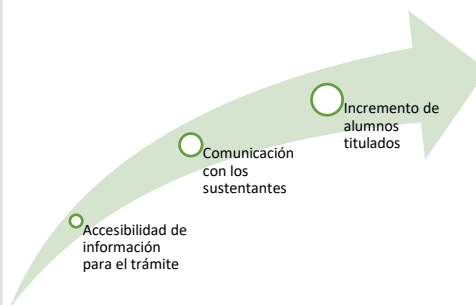 Incremento de
alumnos
titulados
Comunicación
con los
sustentantes
Accesibilidad de
información
para el trámite